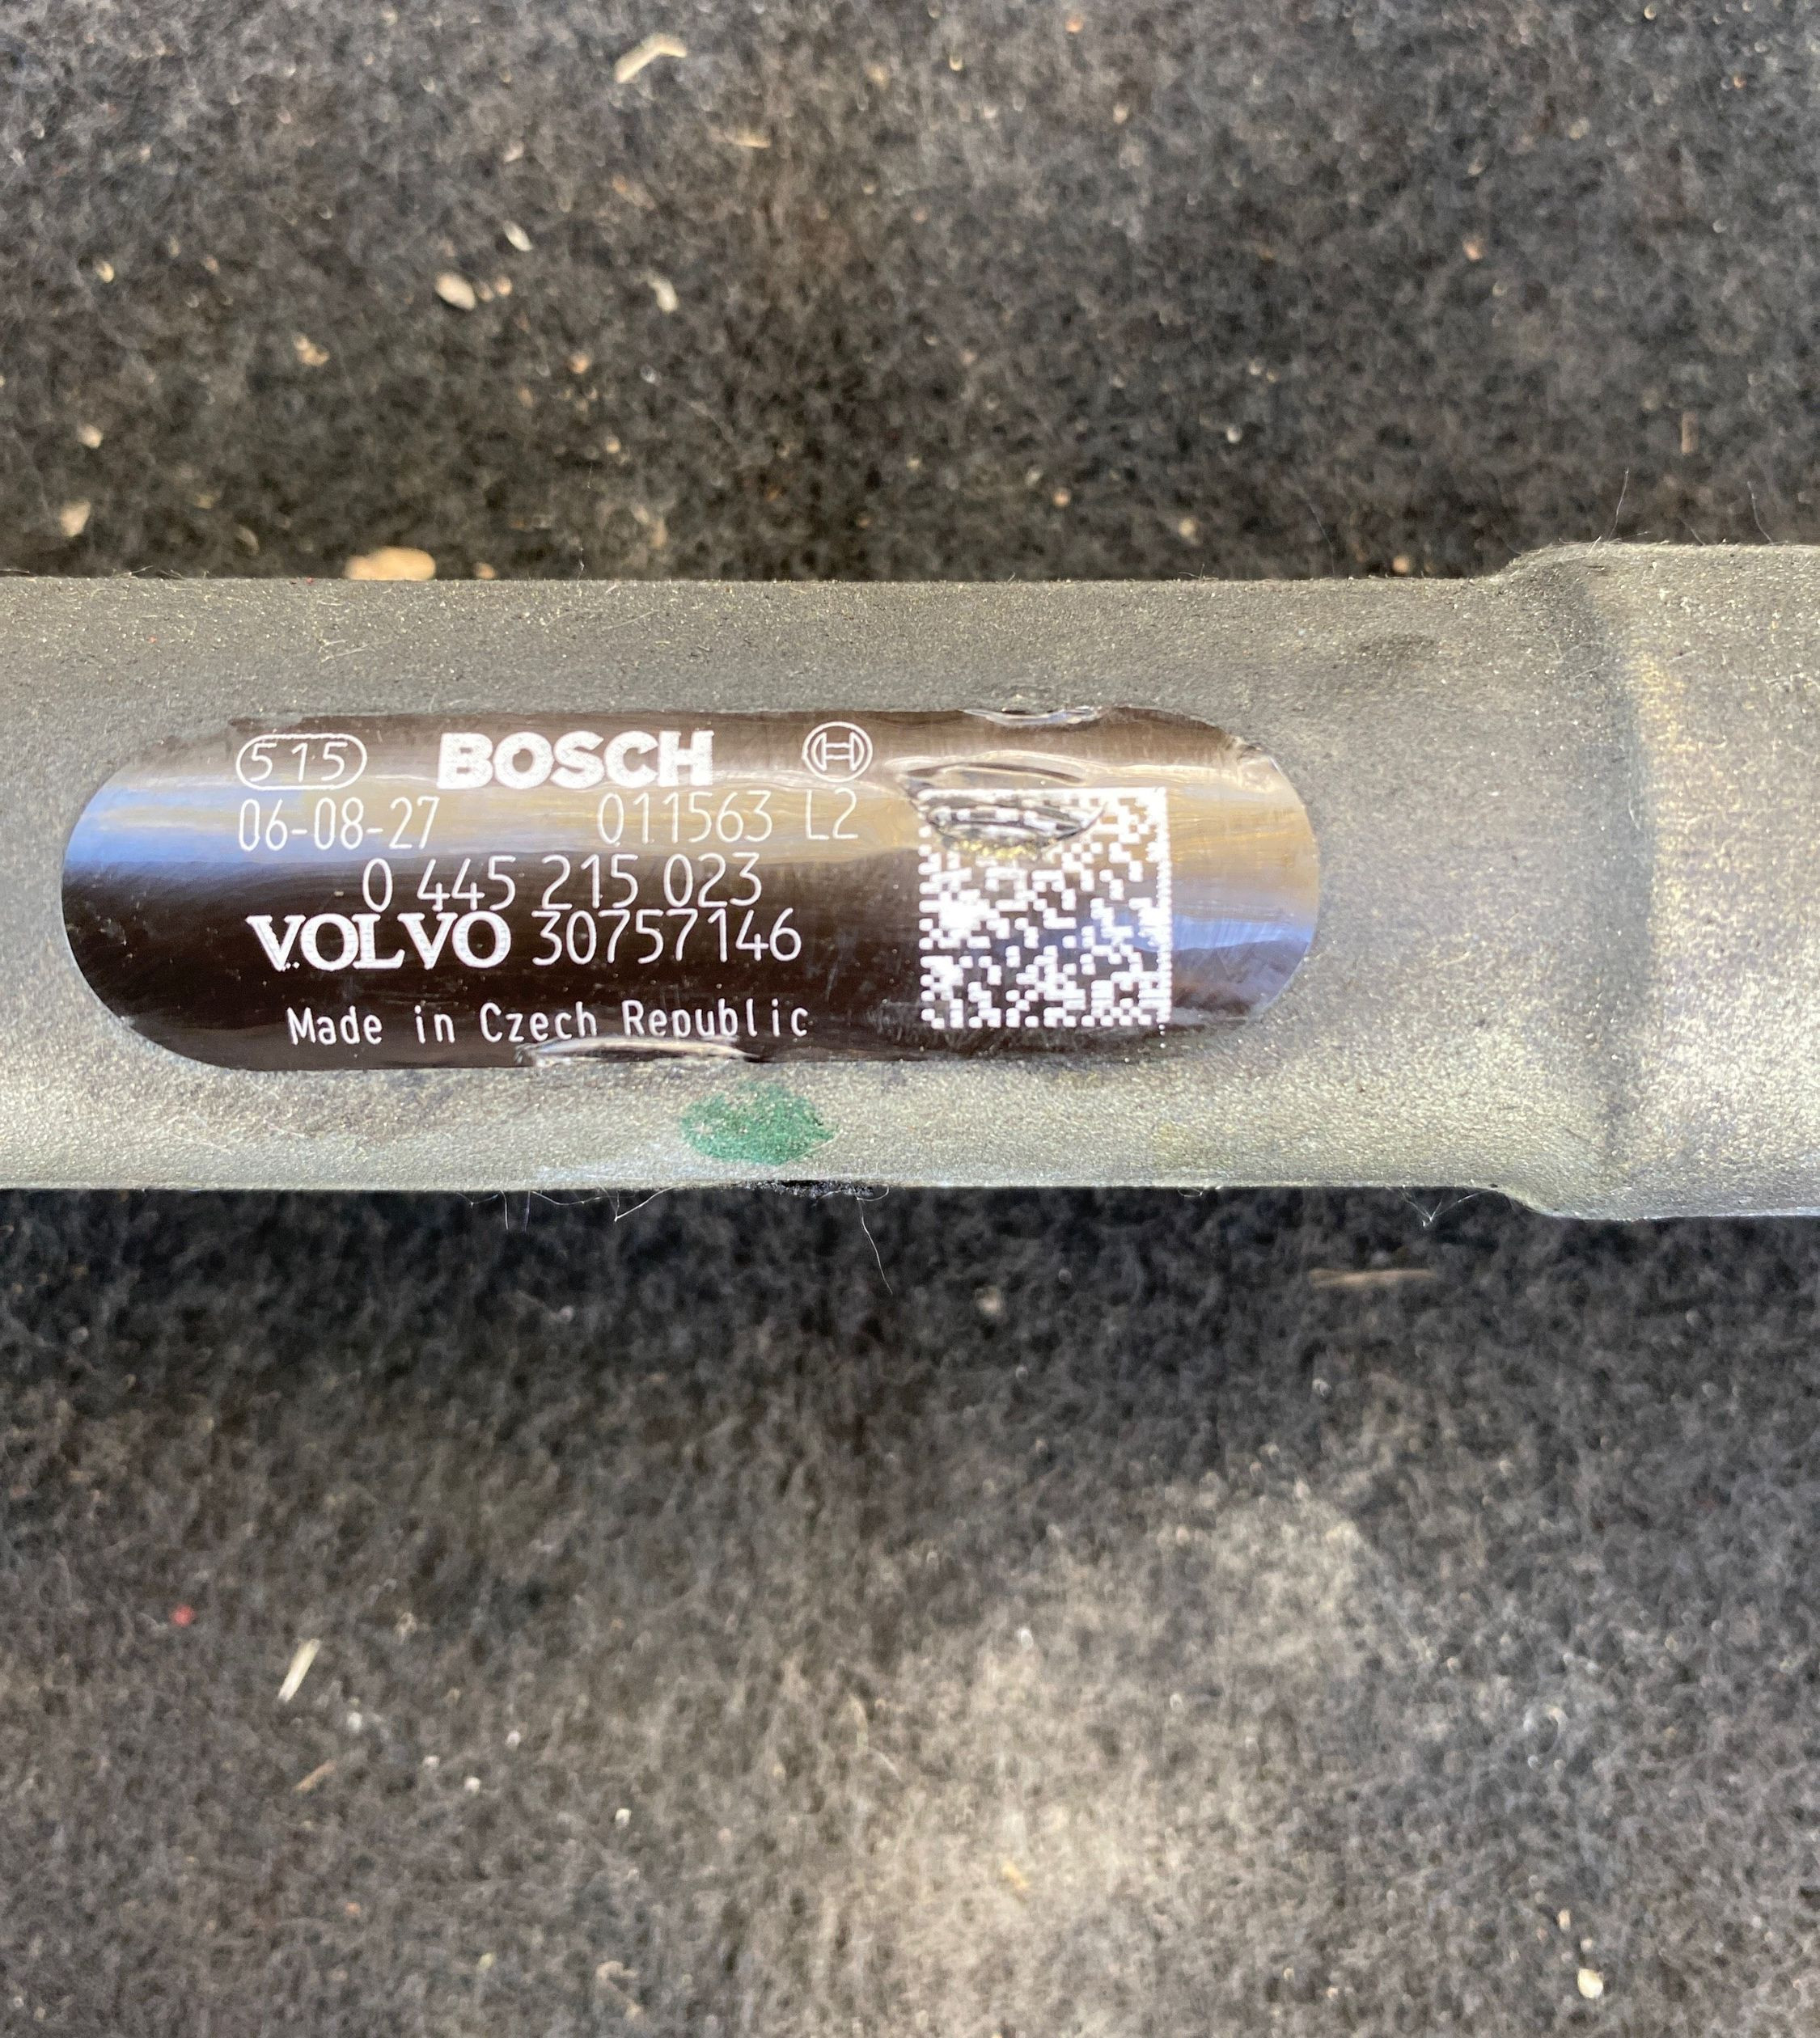 515 BOSCH
06-08-27 011563 L2
0 445 215 023
VOLVO 30757146
Made in Czech Republic